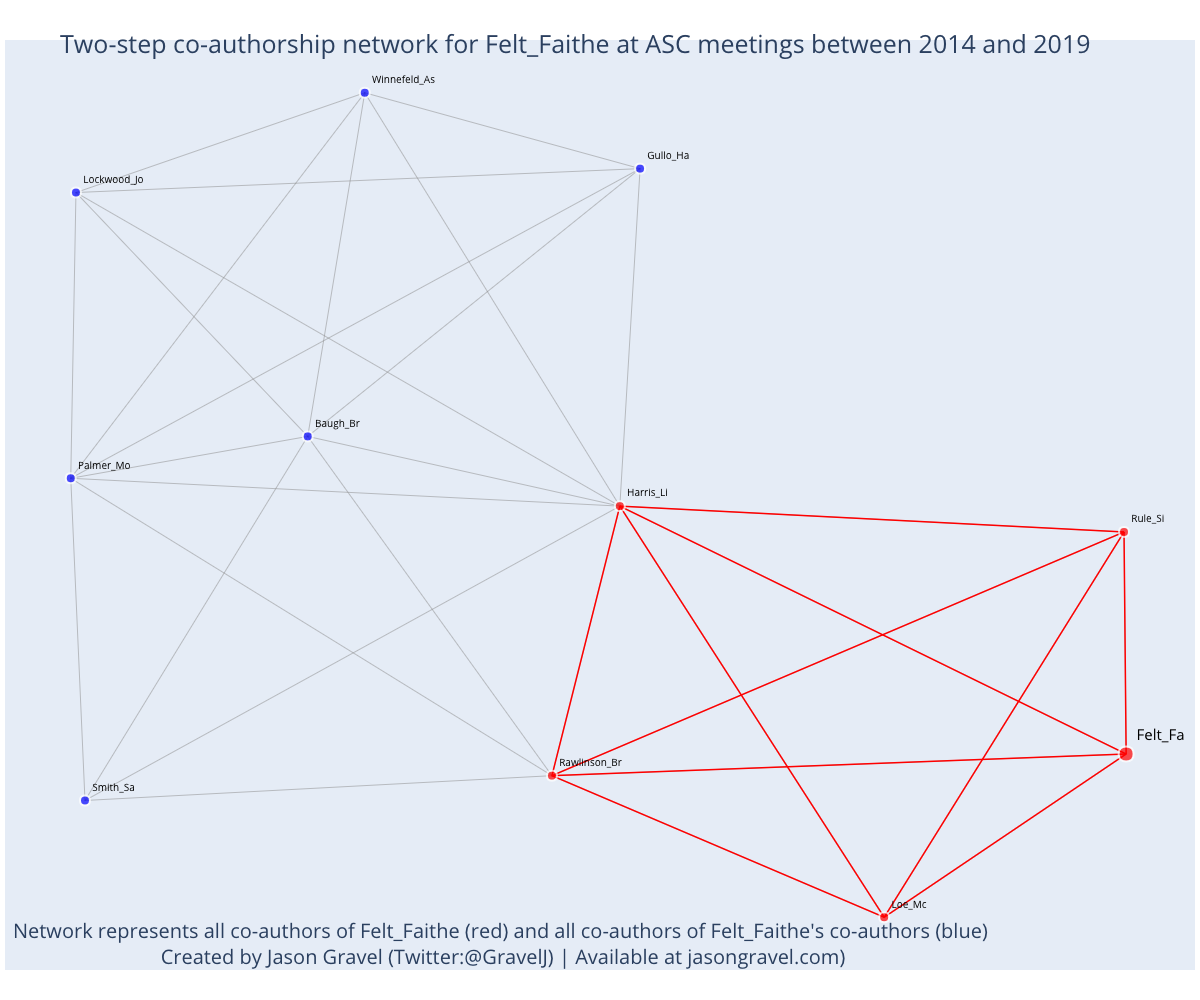 Two-step co-authorship network for Felt_Faithe at ASC meetings between 2014 and 2019
Winnefeld_As
Gullo_Ha
Lockwood_Jo
Baugh_Br
Palmer_Mo
Harris_Li
Rule_Si
Felt_Fa
Rawlinson_Br
Smith_Sa
Loe_Mc
Network represents all co-authors of Felt_Faithe (red) and all co-authors of Felt_Faithe's co-authors (blue)
Created by Jason Gravel (Twitter:@GravelJ) | Available at jasongravel.com)